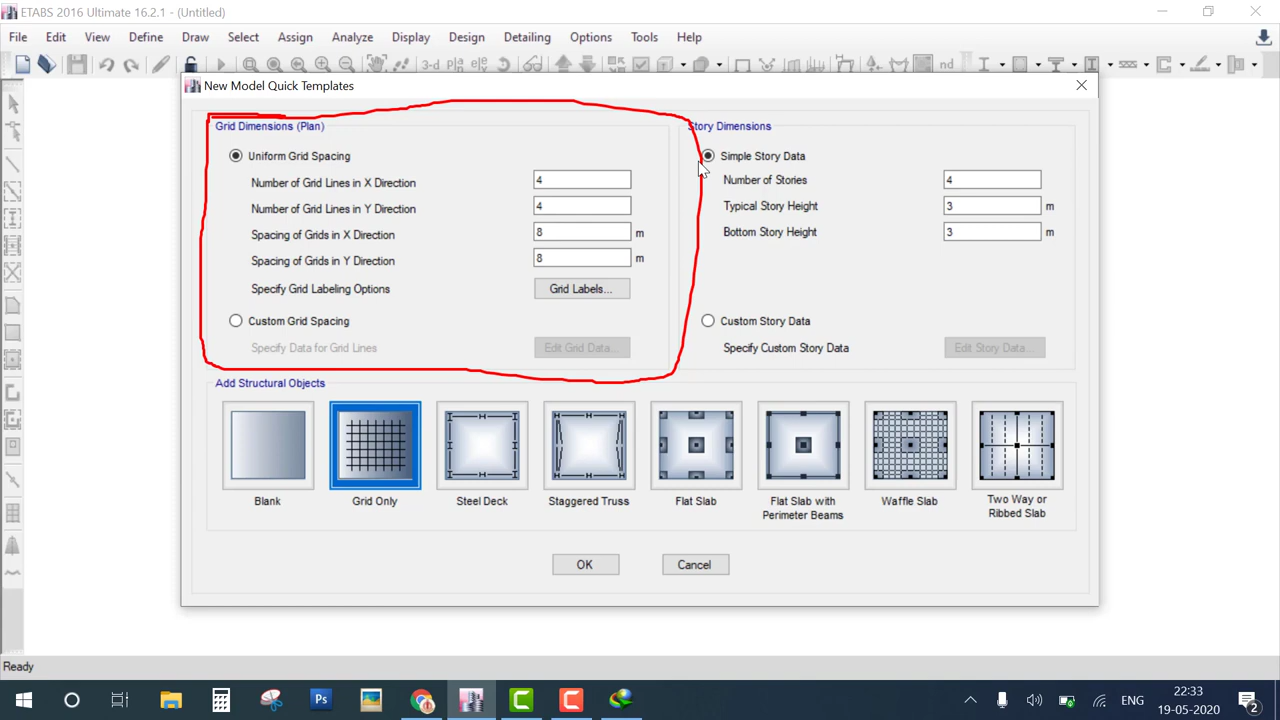 ETABS 2016 Ultimate 16.2.1 - (Untitled)
File Edit View Define Draw Select Assign Analyze Display Design Detailing Options Tools Help
3-d Pla ele nd
New Model Quick Templates
Grid Dimensions (Plan)
Uniform Grid Spacing
Number of Grid Lines in X Direction 4
Number of Grid Lines in Y Direction 4
Spacing of Grids in X Direction 8 m
Spacing of Grids in Y Direction 8 m
Specify Grid Labeling Options Grid Labels...
Custom Grid Spacing
Specify Data for Grid Lines Edit Grid Data...
Story Dimensions
Simple Story Data
Number of Stories 4
Typical Story Height 3 m
Bottom Story Height 3 m
Custom Story Data
Specify Custom Story Data Edit Story Data...
Add Structural Objects
Blank
Grid Only
Steel Deck
Staggered Truss
Flat Slab
Flat Slab with
Perimeter Beams
Waffle Slab
Two Way or
Ribbed Slab
OK Cancel
Ready
Ps
ENG
22:33
19-05-2020
2